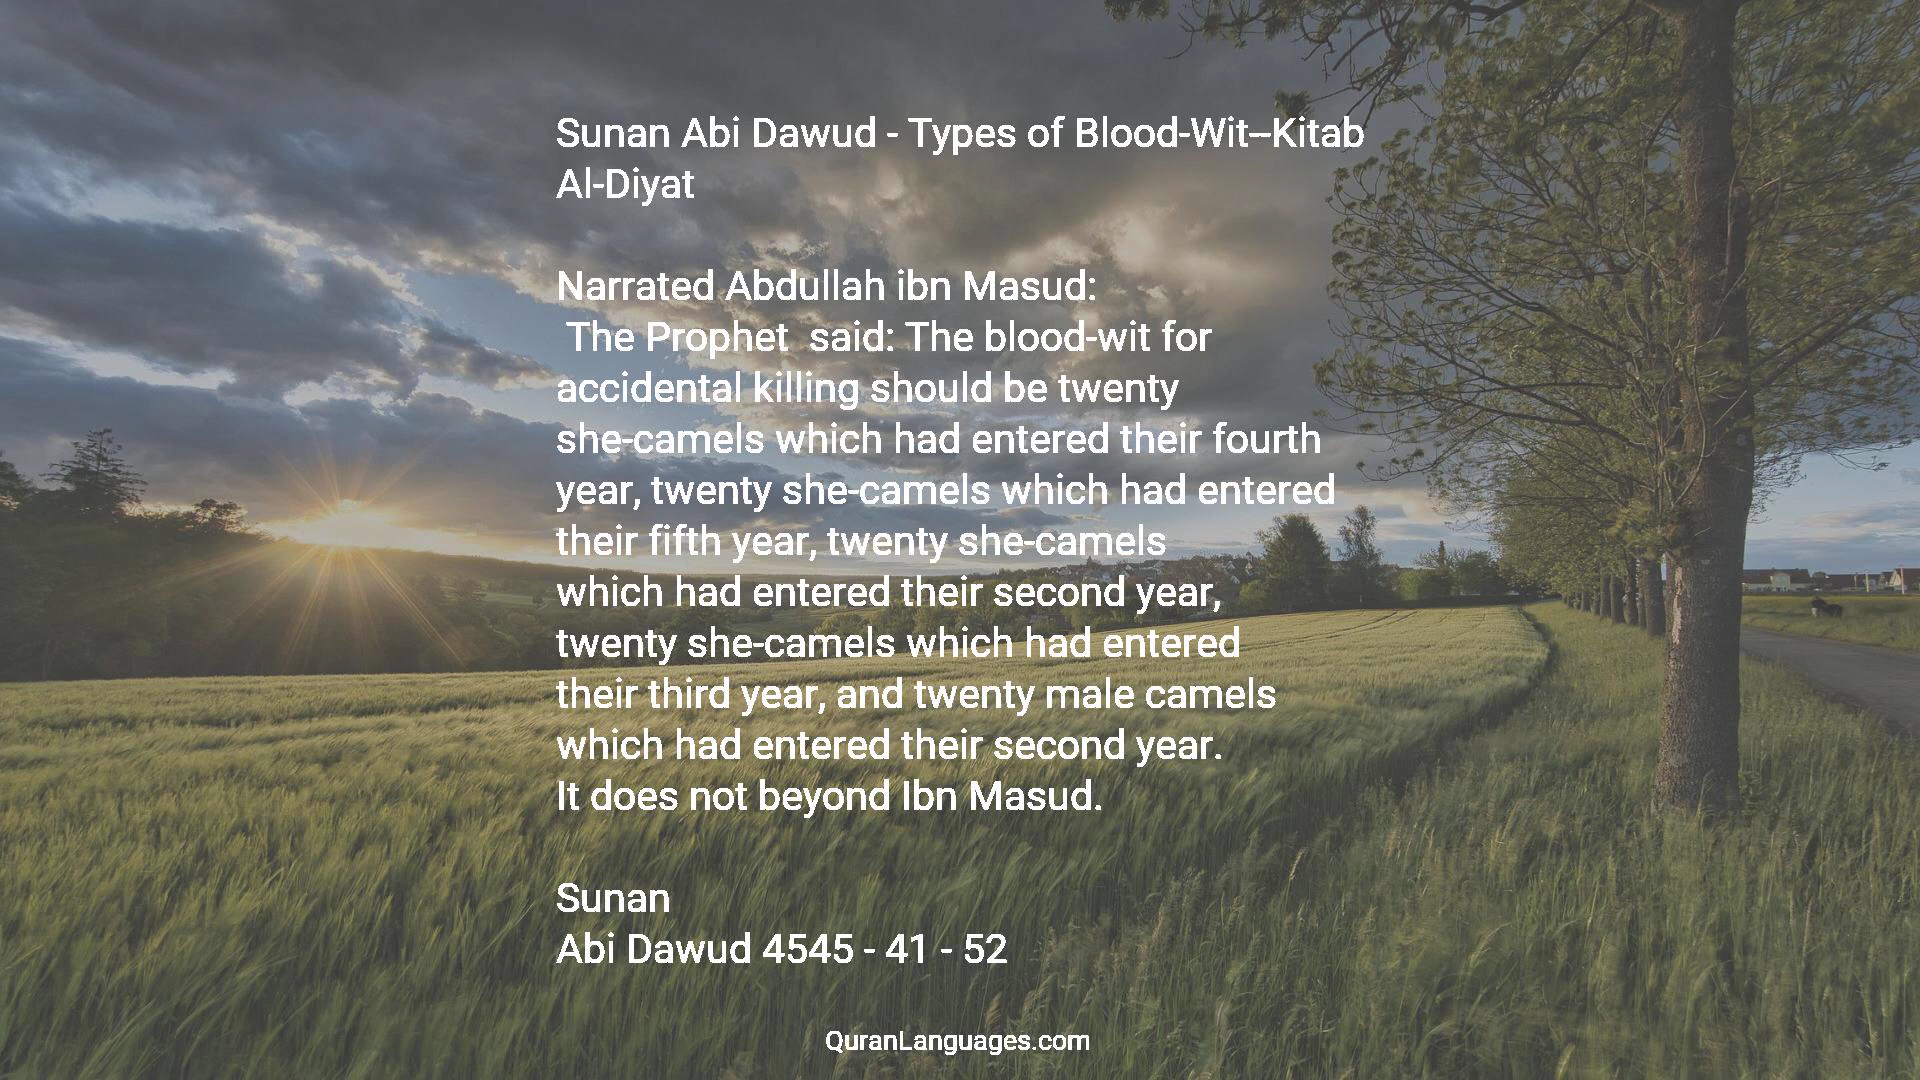 Sunan Abi Dawud - Types of Blood-Wit--Kitab
Al-Diyat
Narrated Abdullah ibn Masud:
The Prophet  said: The blood-wit for
accidental killing should be twenty
she-camels which had entered their fourth
year, twenty she-camels which had entered
their fifth year, twenty she-camels
which had entered their second year,
twenty she-camels which had entered
their third year, and twenty male camels
which had entered their second year.
It does not beyond Ibn Masud.
Sunan
Abi Dawud 4545 - 41 - 52
QuranLanguages.com